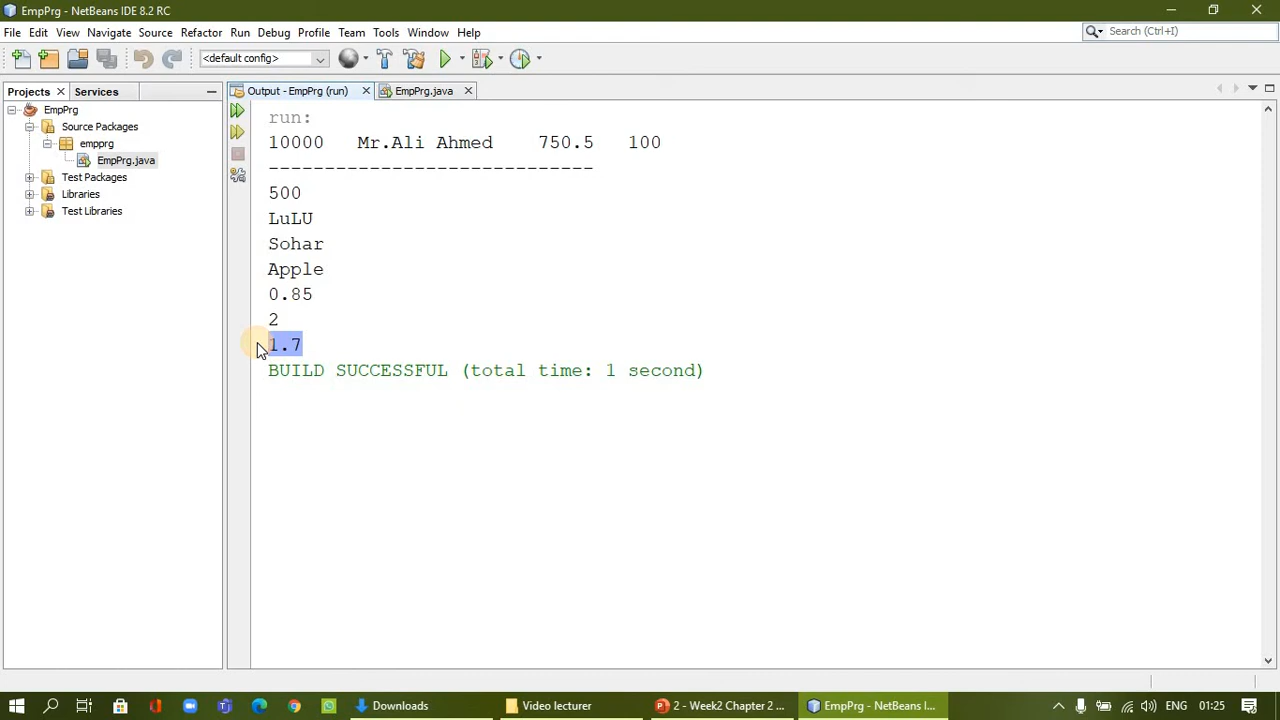 EmpPrg - NetBeans IDE 8.2 RC
File Edit View Navigate Source Refactor Run Debug Profile Team Tools Window Help
Search (Ctrl+I)
<default config>
Projects Services
Output - EmpPrg (run) EmpPrg.java
EmpPrg
Source Packages
empprg
EmpPrg.java
Test Packages
Libraries
Test Libraries
run:
10000 Mr.Ali Ahmed 750.5 100
-----------------------------
500
LuLU
Sohar
Apple
0.85
2
1.7
BUILD SUCCESSFUL (total time: 1 second)
Downloads Video lecturer 2 - Week2 Chapter 2 ... EmpPrg - NetBeans I... ENG 01:25